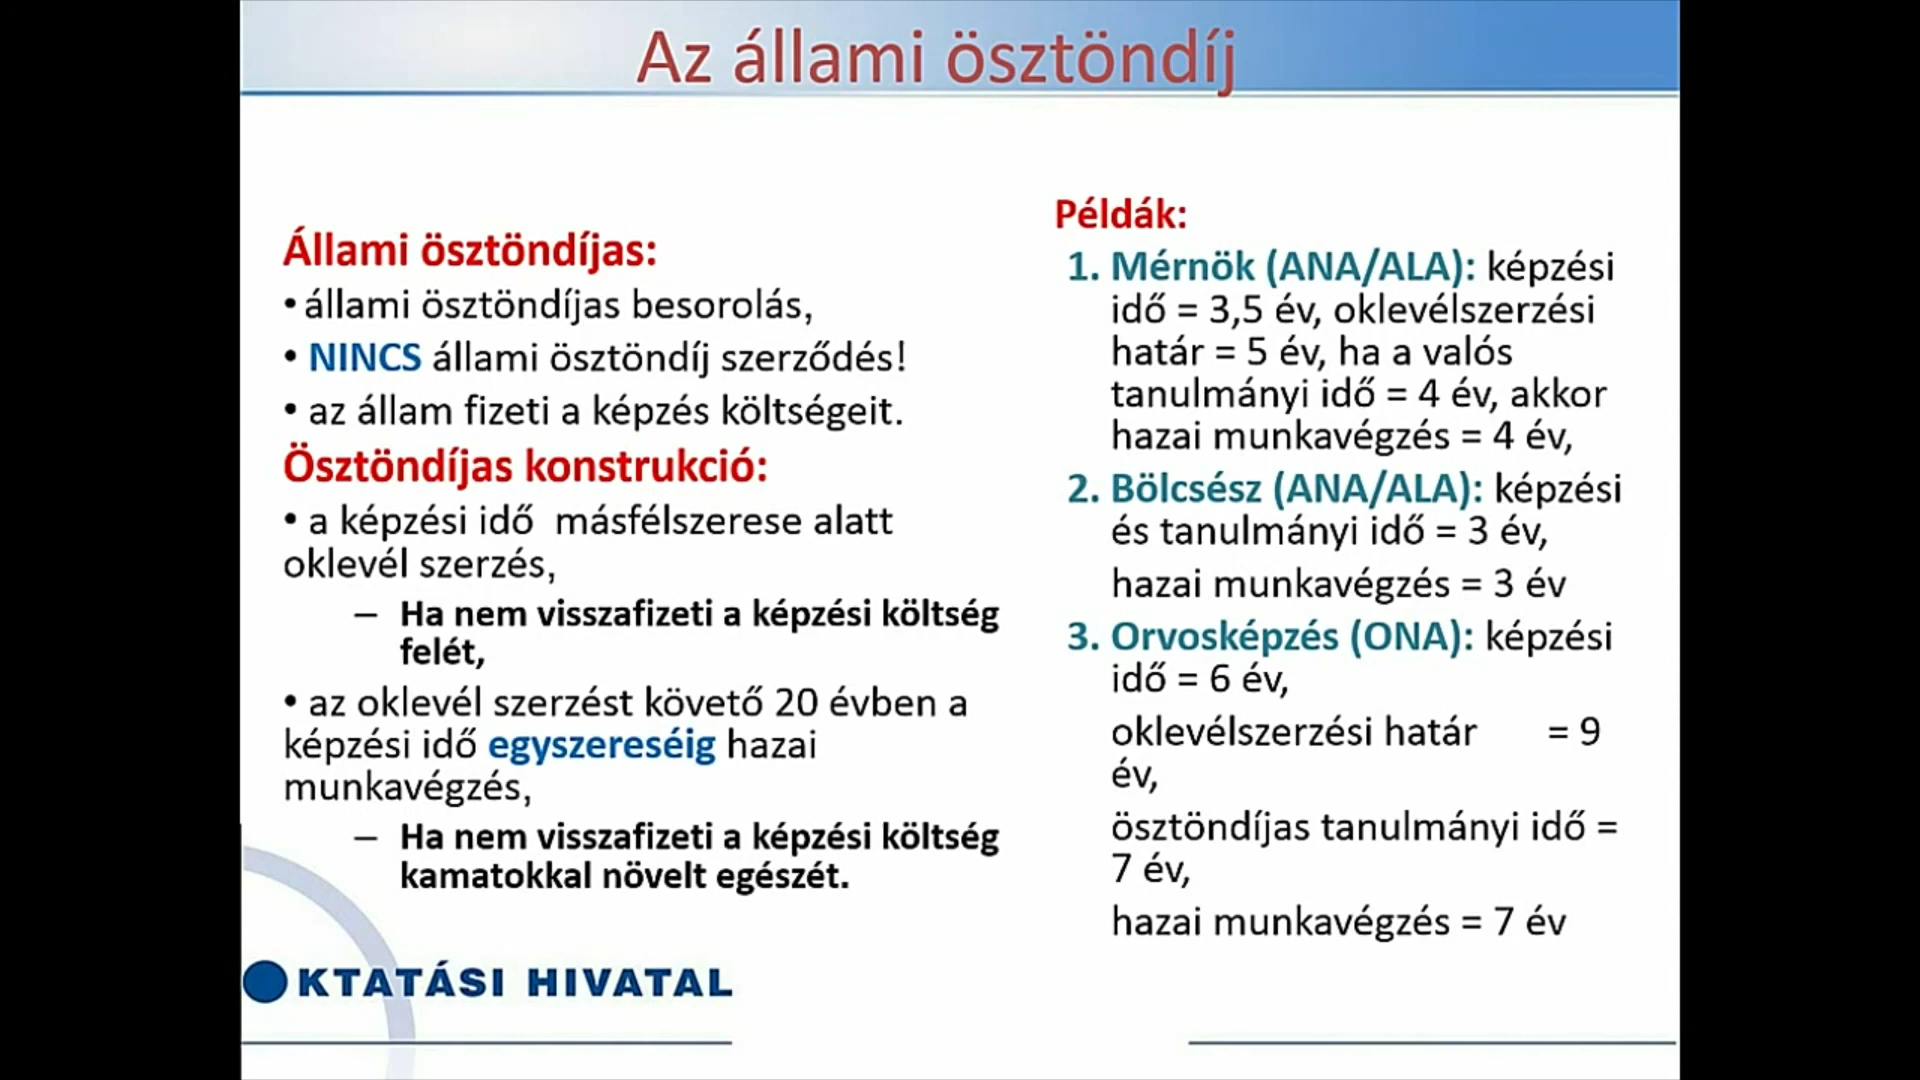 Az állami ösztöndíj
Állami ösztöndíjas:
• állami ösztöndíjas besorolás,
• NINCS állami ösztöndíj szerződés!
• az állam fizeti a képzés költségeit.
Ösztöndíjas konstrukció:
• a képzési idő másfélszerese alatt
oklevél szerzés,
– Ha nem visszafizeti a képzési költség
felét,
• az oklevél szerzést követő 20 évben a
képzési idő egyszereséig hazai
munkavégzés,
– Ha nem visszafizeti a képzési költség
kamatokkal növelt egészét.
Példák:
1. Mérnök (ANA/ALA): képzési
idő = 3,5 év, oklevélszerzési
határ = 5 év, ha a valós
tanulmányi idő = 4 év, akkor
hazai munkavégzés = 4 év,
2. Bölcsész (ANA/ALA): képzési
és tanulmányi idő = 3 év,
hazai munkavégzés = 3 év
3. Orvosképzés (ONA): képzési
idő = 6 év,
oklevélszerzési határ = 9
év,
ösztöndíjas tanulmányi idő =
7 év,
hazai munkavégzés = 7 év
OKTATÁSI HIVATAL